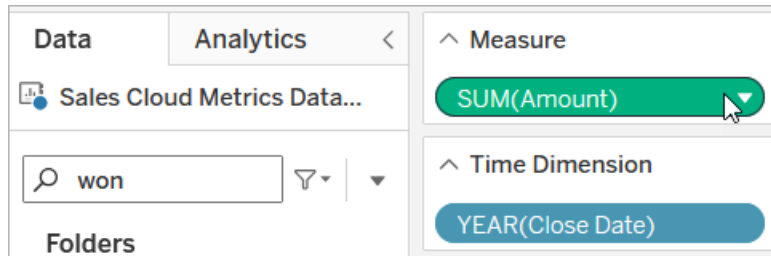 Data
Analytics
Sales Cloud Metrics Data...
won
Folders
Measure
SUM(Amount)
Time Dimension
YEAR(Close Date)